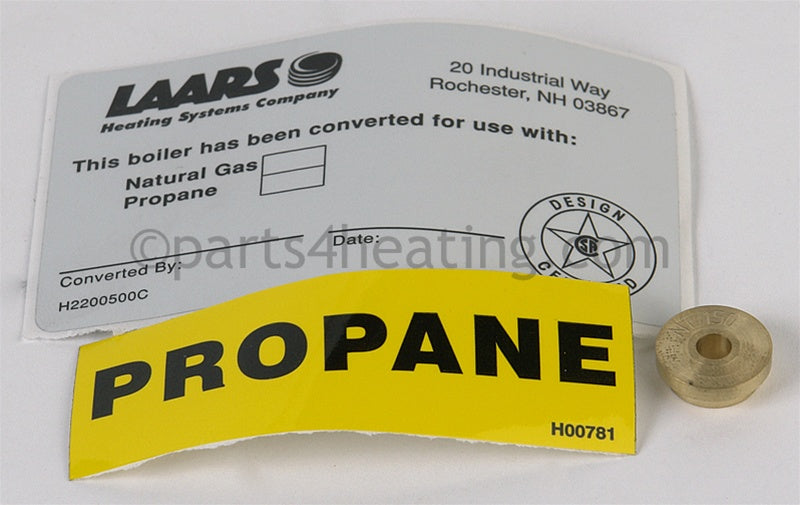 LAARS
Heating Systems Company
20 Industrial Way
Rochester, NH 03867
This boiler has been converted for use with:
Natural Gas
Propane
DESIGN
©parts4heating.com
Converted By:
Date:
H2200500C
PROPANE
H00781